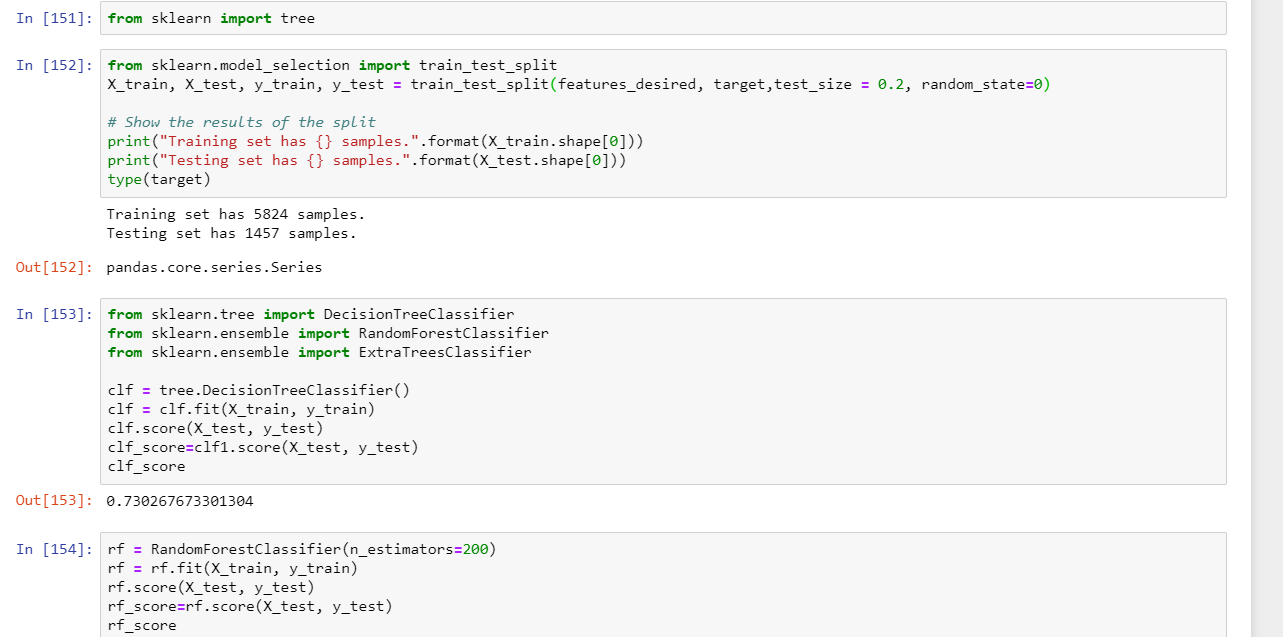 In [151]: from sklearn import tree
In [152]: from sklearn.model_selection import train_test_split
X_train, X_test, y_train, y_test = train_test_split(features_desired, target,test_size = 0.2, random_state=0)
# Show the results of the split
print("Training set has {} samples.".format(X_train.shape[0]))
print("Testing set has {} samples.".format(X_test.shape[0]))
type(target)
Training set has 5824 samples.
Testing set has 1457 samples.
Out[152]: pandas.core.series.Series
In [153]: from sklearn.tree import DecisionTreeClassifier
from sklearn.ensemble import RandomForestClassifier
from sklearn.ensemble import ExtraTreesClassifier
clf = tree.DecisionTreeClassifier()
clf = clf.fit(X_train, y_train)
clf.score(X_test, y_test)
clf_score=clf1.score(X_test, y_test)
clf_score
Out[153]: 0.730267673301304
In [154]: rf = RandomForestClassifier(n_estimators=200)
rf = rf.fit(X_train, y_train)
rf.score(X_test, y_test)
rf_score=rf.score(X_test, y_test)
rf_score